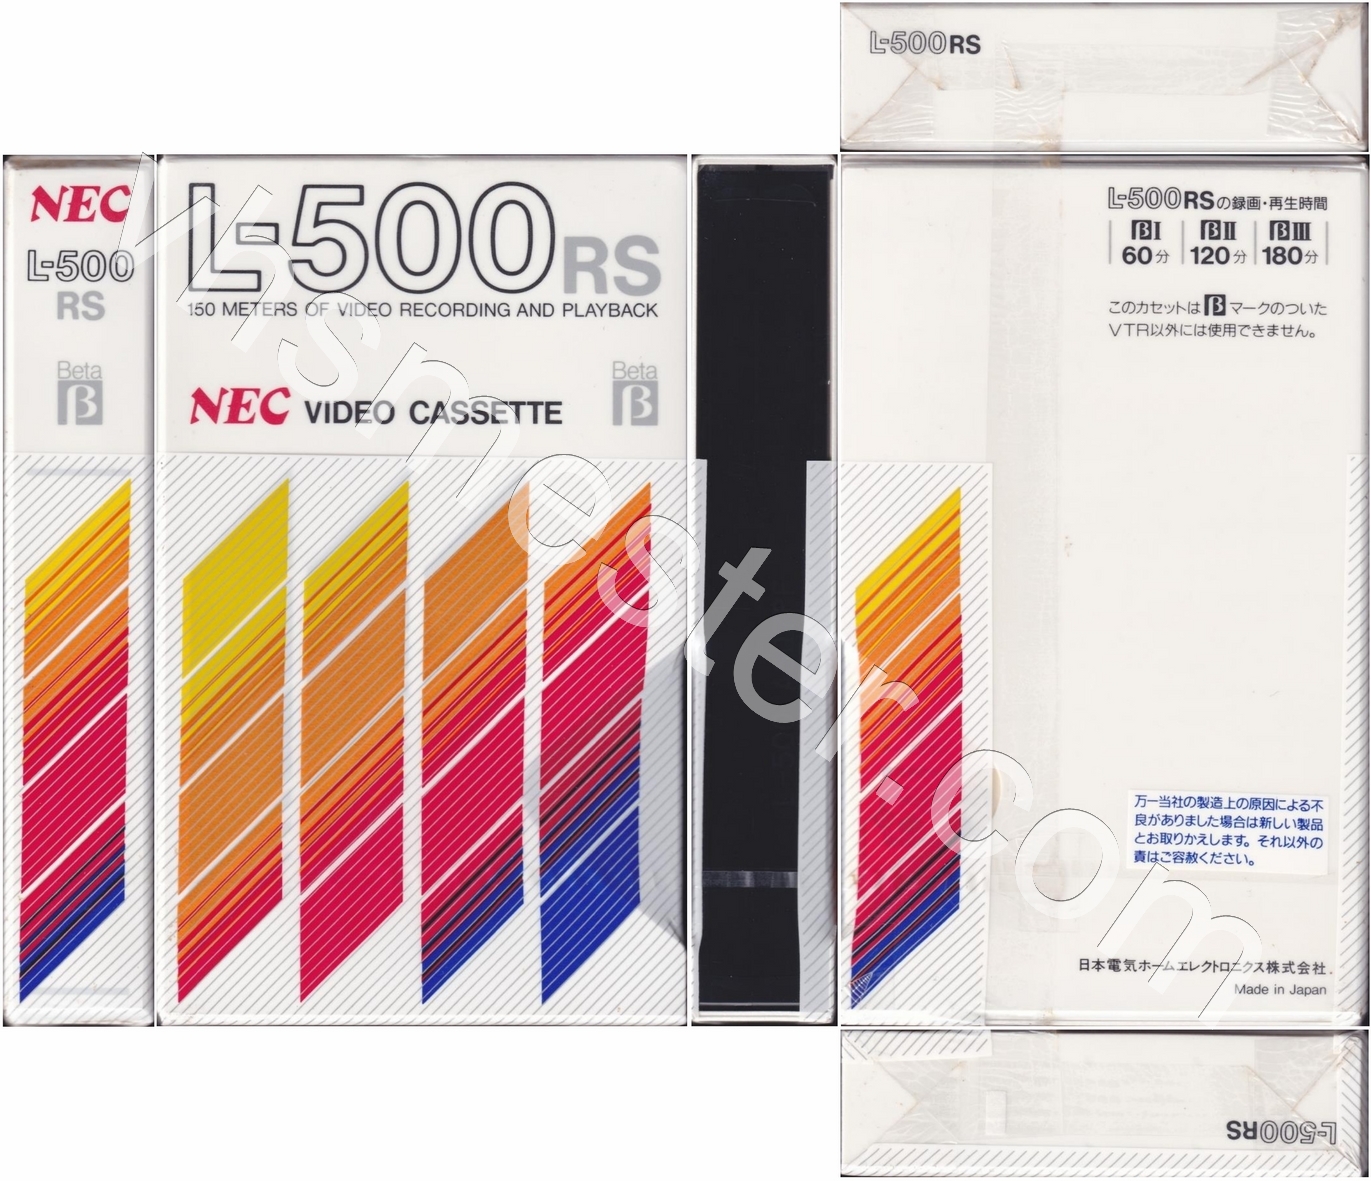 L-500RS
NEC
L-500
RS
Beta
β
L-500RS
150 METERS OF VIDEO RECORDING AND PLAYBACK
NEC VIDEO CASSETTE
Beta
β
L-500RSの録画・再生時間
βI βII βIII
60分 120分 180分
このカセットはβマークのついた
VTR以外には使用できません。
万一当社の製造上の原因による不
良がありました場合は新しい製品
とお取りかえします。それ以外の
責はご容赦ください。
日本電気ホームエレクトロニクス株式会社
Made in Japan
L-500RS
vhsmester.com